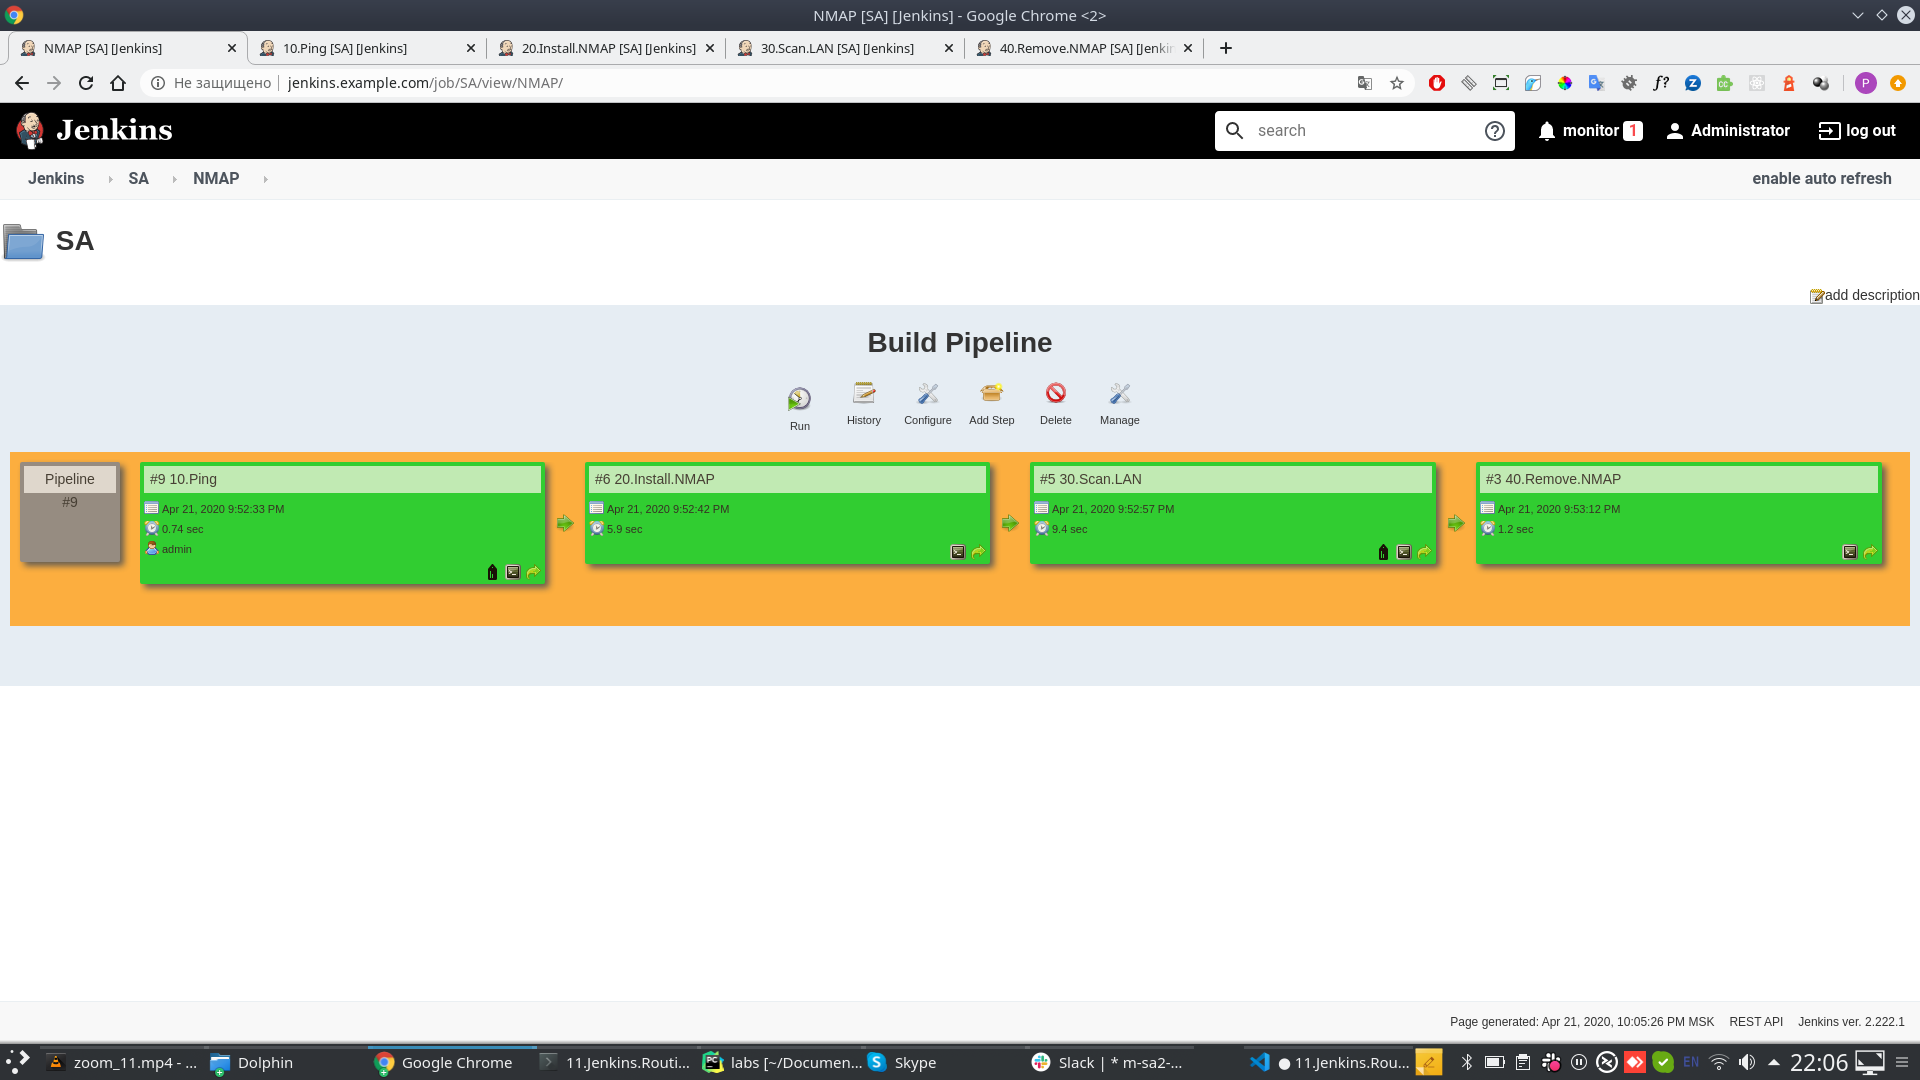 NMAP [SA] [Jenkins] - Google Chrome <2>
NMAP [SA] [Jenkins]
10.Ping [SA] [Jenkins]
20.Install.NMAP [SA] [Jenkins]
30.Scan.LAN [SA] [Jenkins]
40.Remove.NMAP [SA] [Jenkin
Не защищено
jenkins.example.com/job/SA/view/NMAP/
P
Jenkins
search
monitor 1
Administrator
log out
Jenkins
SA
NMAP
enable auto refresh
SA
add description
Build Pipeline
Run
History
Configure
Add Step
Delete
Manage
Pipeline
#9
#9 10.Ping
Apr 21, 2020 9:52:33 PM
0.74 sec
admin
#6 20.Install.NMAP
Apr 21, 2020 9:52:42 PM
5.9 sec
#5 30.Scan.LAN
Apr 21, 2020 9:52:57 PM
9.4 sec
#3 40.Remove.NMAP
Apr 21, 2020 9:53:12 PM
1.2 sec
Page generated: Apr 21, 2020, 10:05:26 PM MSK
REST API
Jenkins ver. 2.222.1
zoom_11.mp4 - ...
Dolphin
Google Chrome
11.Jenkins.Routi...
labs [~/Documen...
Skype
Slack | * m-sa2-...
● 11.Jenkins.Rou...
EN
22:06